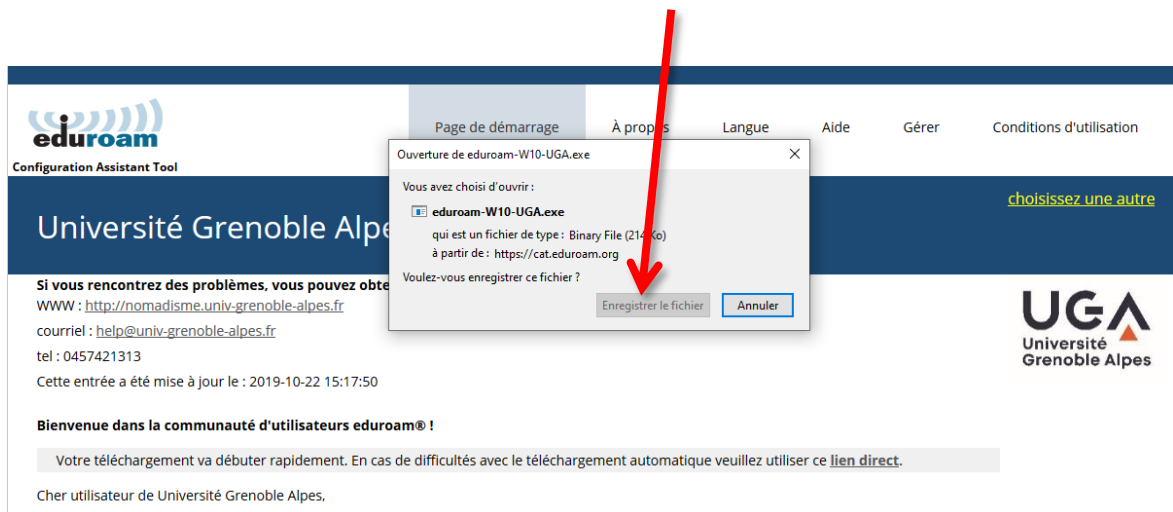 eduroam
Configuration Assistant Tool
Page de démarrage
À propos
Langue
Aide
Gérer
Conditions d'utilisation
choisissez une autre
Université Grenoble Alpe
Ouverture de eduroam-W10-UGA.exe
Vous avez choisi d'ouvrir :
eduroam-W10-UGA.exe
qui est un fichier de type : Binary File (214 Ko)
à partir de : https://cat.eduroam.org
Voulez-vous enregistrer ce fichier ?
Enregistrer le fichier
Annuler
Si vous rencontrez des problèmes, vous pouvez obte
WWW : http://nomadisme.univ-grenoble-alpes.fr
courriel : help@univ-grenoble-alpes.fr
tel : 0457421313
Cette entrée a été mise à jour le : 2019-10-22 15:17:50
UGA
Université
Grenoble Alpes
Bienvenue dans la communauté d'utilisateurs eduroam® !
Votre téléchargement va débuter rapidement. En cas de difficultés avec le téléchargement automatique veuillez utiliser ce lien direct.
Cher utilisateur de Université Grenoble Alpes,